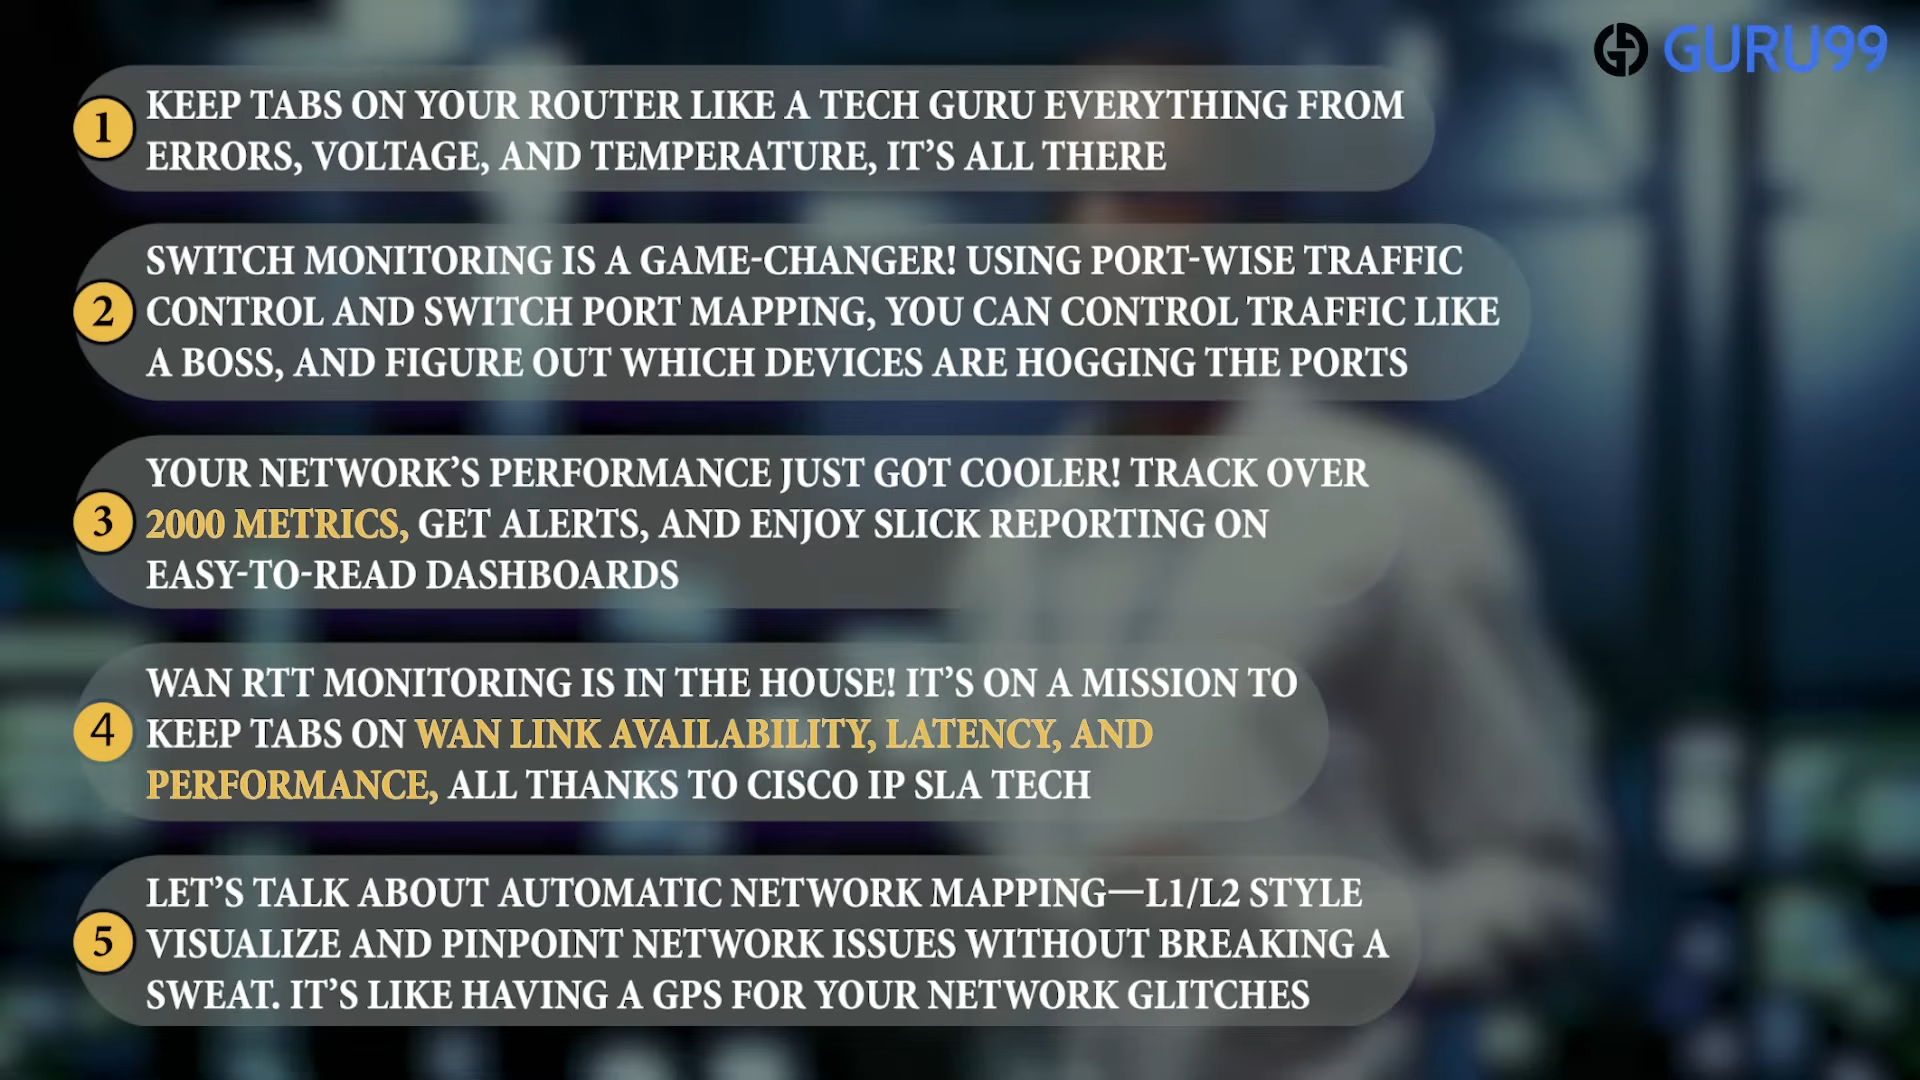 GURU99
1
KEEP TABS ON YOUR ROUTER LIKE A TECH GURU EVERYTHING FROM
ERRORS, VOLTAGE, AND TEMPERATURE, IT’S ALL THERE
2
SWITCH MONITORING IS A GAME-CHANGER! USING PORT-WISE TRAFFIC
CONTROL AND SWITCH PORT MAPPING, YOU CAN CONTROL TRAFFIC LIKE
A BOSS, AND FIGURE OUT WHICH DEVICES ARE HOGGING THE PORTS
3
YOUR NETWORK’S PERFORMANCE JUST GOT COOLER! TRACK OVER
2000 METRICS, GET ALERTS, AND ENJOY SLICK REPORTING ON
EASY-TO-READ DASHBOARDS
4
WAN RTT MONITORING IS IN THE HOUSE! IT’S ON A MISSION TO
KEEP TABS ON WAN LINK AVAILABILITY, LATENCY, AND
PERFORMANCE, ALL THANKS TO CISCO IP SLA TECH
5
LET’S TALK ABOUT AUTOMATIC NETWORK MAPPING—L1/L2 STYLE
VISUALIZE AND PINPOINT NETWORK ISSUES WITHOUT BREAKING A
SWEAT. IT’S LIKE HAVING A GPS FOR YOUR NETWORK GLITCHES